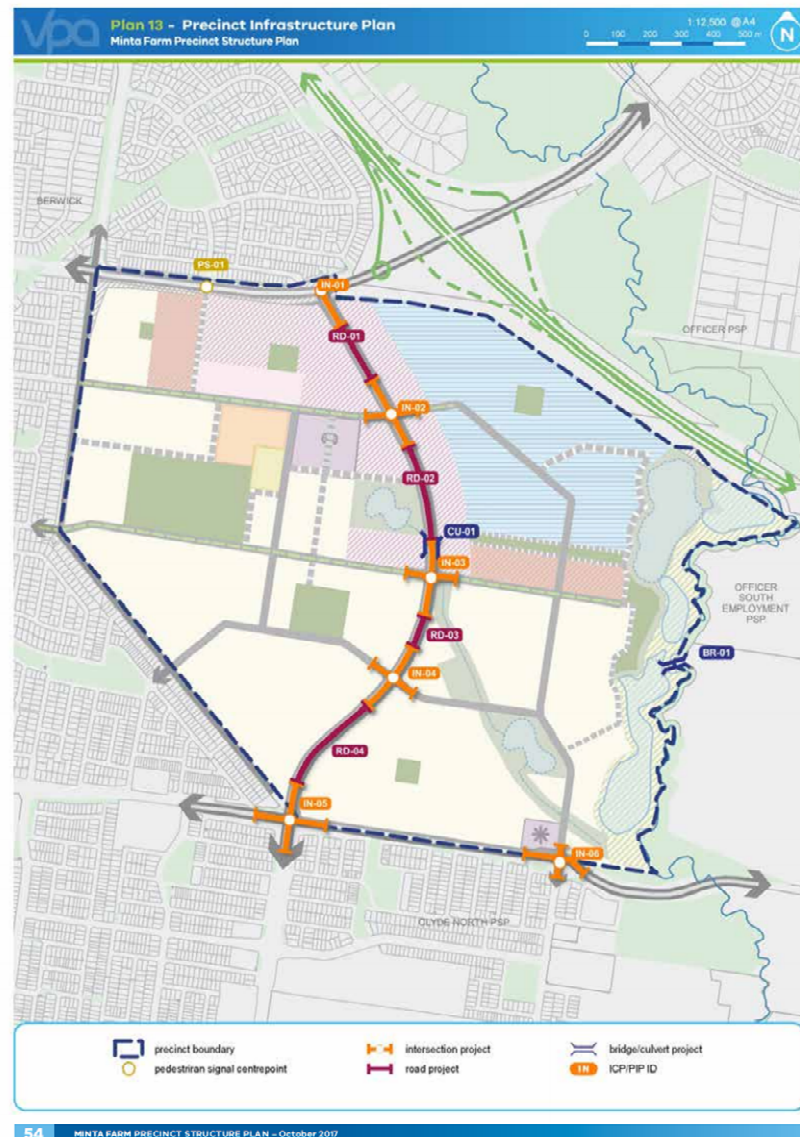 vpa
Plan 13 - Precinct Infrastructure Plan
Minta Farm Precinct Structure Plan
1:12,500 @A4
0 100 200 300 400 500 m
N
BERWICK
PS-01
IN-01
RD-01
OFFICER PSP
IN-02
RD-02
CU-01
IN-03
OFFICER
SOUTH
EMPLOYMENT
PSP
RD-03
BR-01
IN-04
RD-04
IN-05
IN-06
CLYDE NORTH PSP
precinct boundary
intersection project
bridge/culvert project
pedestriran signal centrepoint
road project
IN ICP/PIP ID
54 MINTA FARM PRECINCT STRUCTURE PLAN – October 2017